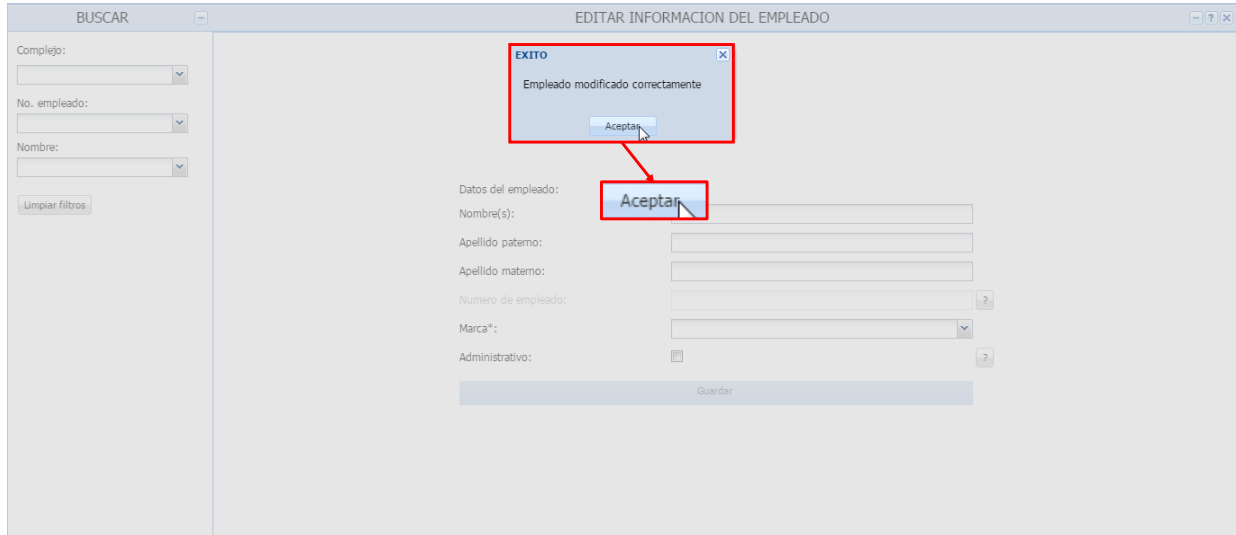 BUSCAR
EDITAR INFORMACION DEL EMPLEADO
Complejo:
No. empleado:
Nombre:
Limpiar filtros
EXITO
Empleado modificado correctamente
Aceptar
Aceptar
Datos del empleado:
Nombre(s):
Apellido paterno:
Apellido materno:
Numero de empleado:
?
Marca*:
Administrativo:
?
Guardar